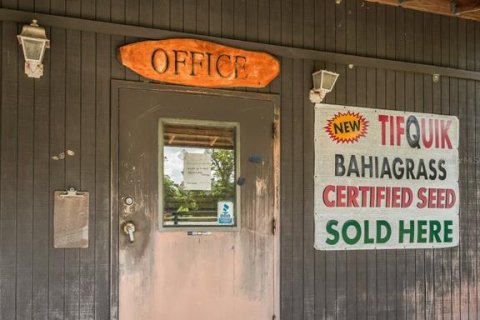 OFFICE
NEW
TIFQUIK
BAHIAGRASS
CERTIFIED SEED
SOLD HERE